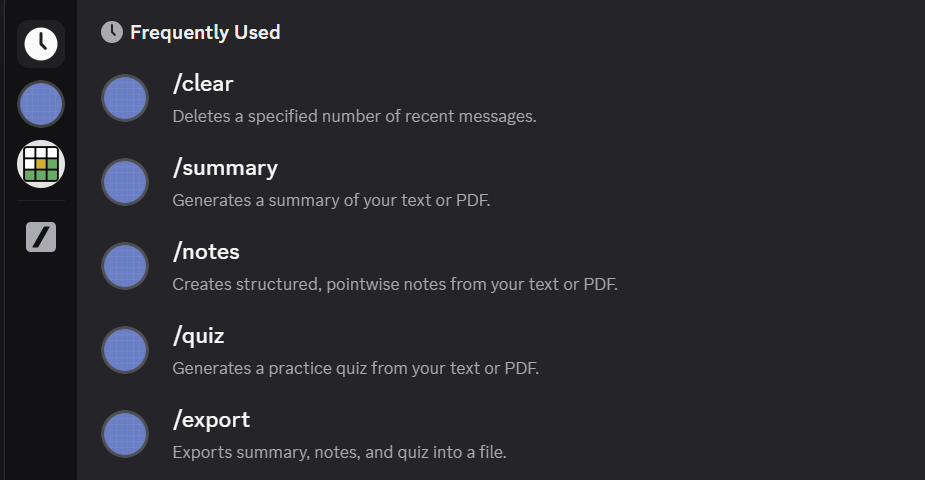 Frequently Used
/clear
Deletes a specified number of recent messages.
/summary
Generates a summary of your text or PDF.
/notes
Creates structured, pointwise notes from your text or PDF.
/quiz
Generates a practice quiz from your text or PDF.
/export
Exports summary, notes, and quiz into a file.